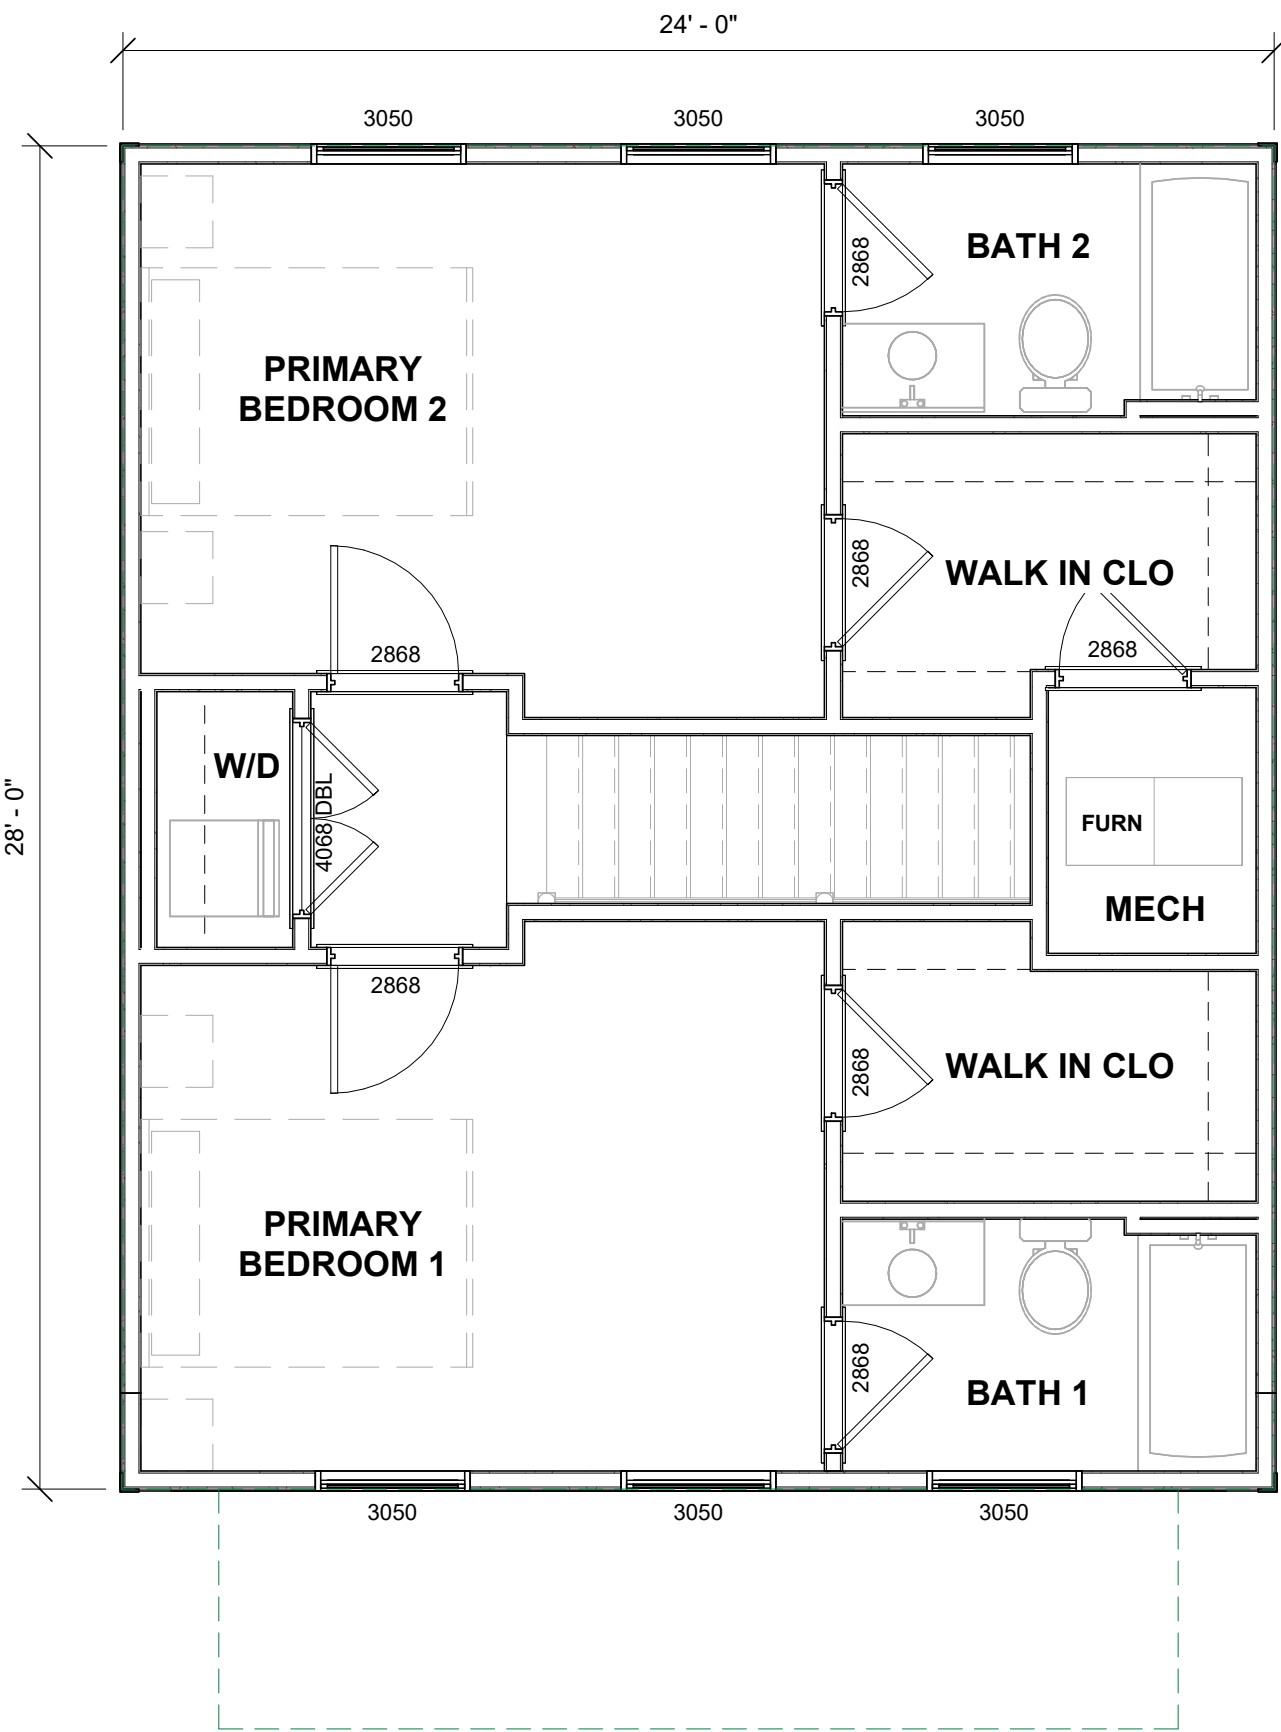 24' - 0"
3050
3050
3050
2868
BATH 2
PRIMARY
BEDROOM 2
2868
WALK IN CLO
2868
2868
W/D
4068 DBL
28' - 0"
FURN
MECH
2868
2868
WALK IN CLO
PRIMARY
BEDROOM 1
2868
BATH 1
3050
3050
3050